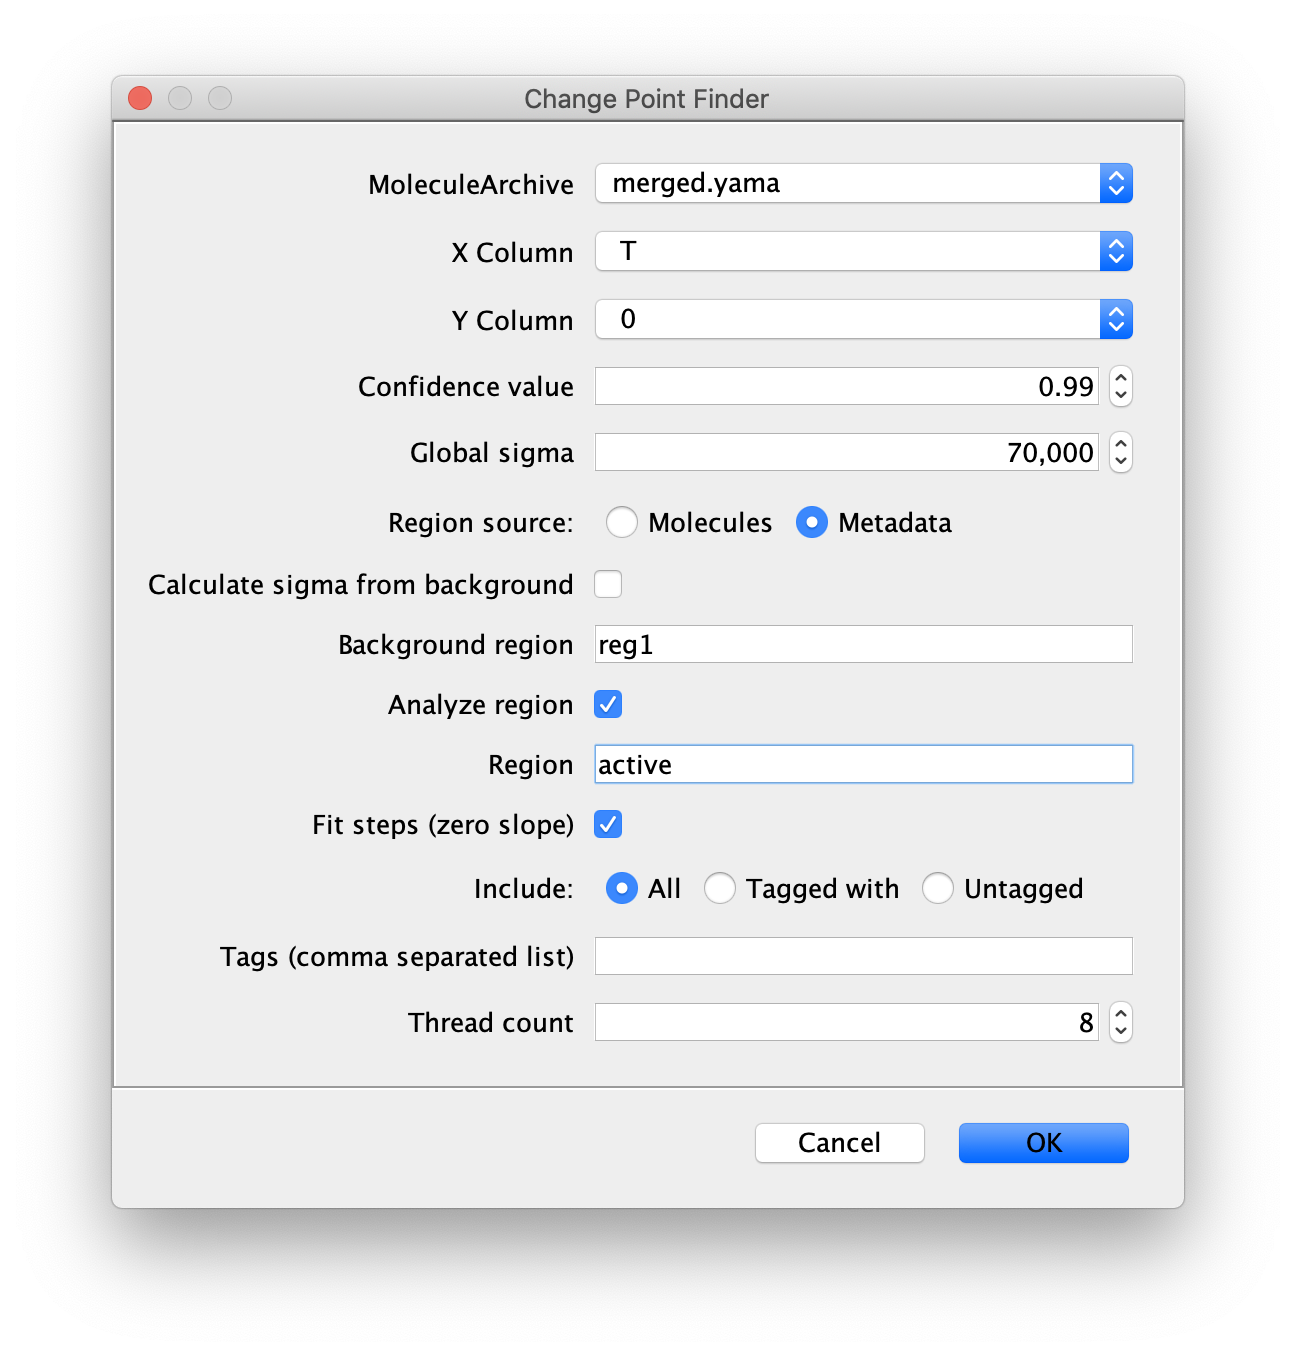 Change Point Finder
MoleculeArchive merged.yama
X Column T
Y Column 0
Confidence value 0.99
Global sigma 70,000
Region source: Molecules Metadata
Calculate sigma from background
Background region reg1
Analyze region
Region active
Fit steps (zero slope)
Include: All Tagged with Untagged
Tags (comma separated list)
Thread count 8
Cancel OK